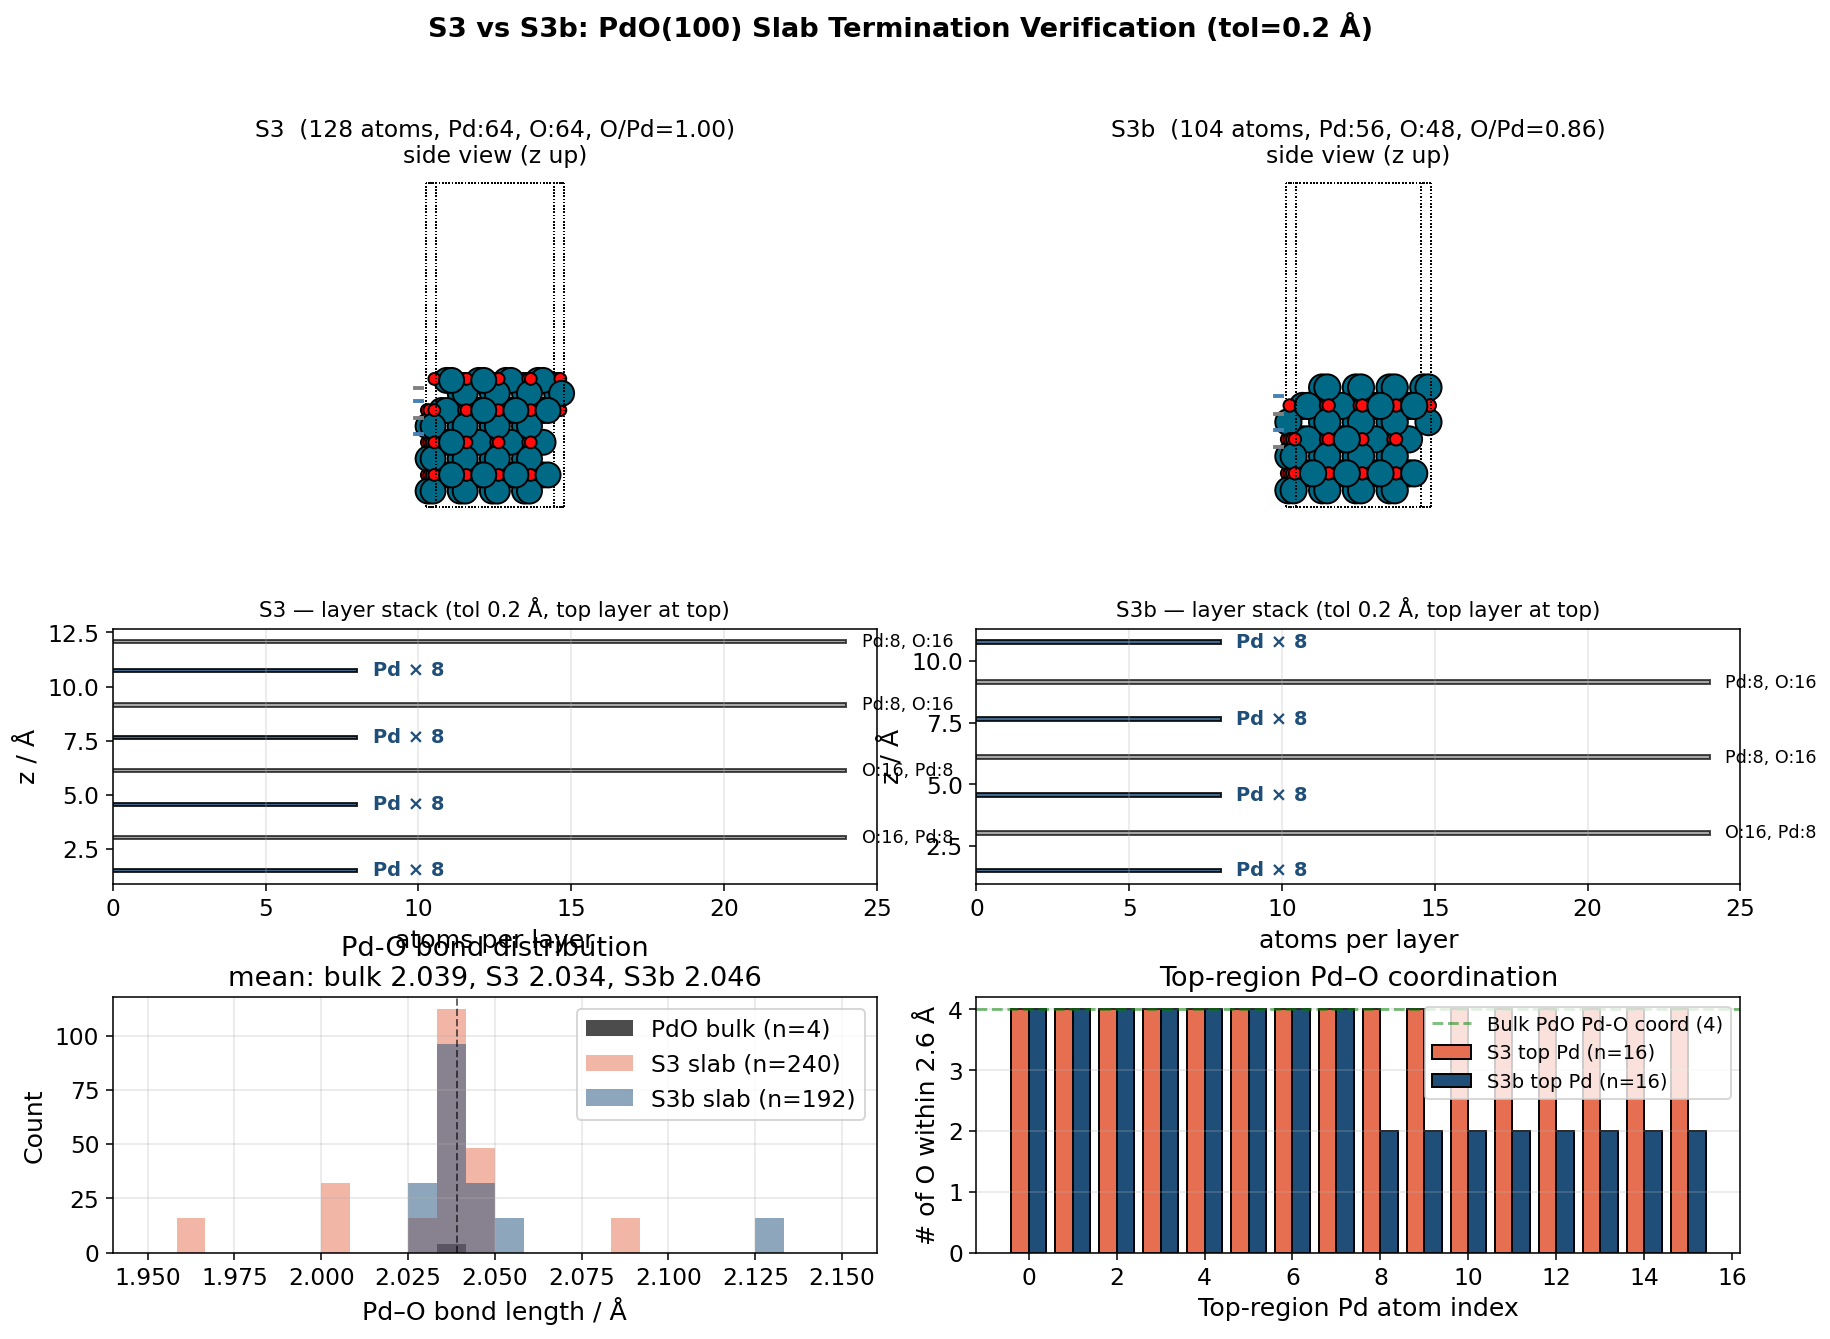 S3 vs S3b: PdO(100) Slab Termination Verification (tol=0.2 Å)
S3  (128 atoms, Pd:64, O:64, O/Pd=1.00)
side view (z up)
S3b  (104 atoms, Pd:56, O:48, O/Pd=0.86)
side view (z up)
S3 — layer stack (tol 0.2 Å, top layer at top)
12.5
10.0
7.5
5.0
2.5
z / Å
Pd:8, O:16
Pd × 8
Pd:8, O:16
Pd × 8
O:16, Pd:8
Pd × 8
O:16, Pd:8
Pd × 8
0 5 10 15 20 25
atoms per layer
S3b — layer stack (tol 0.2 Å, top layer at top)
10.0
7.5
5.0
2.5
z / Å
Pd × 8
Pd:8, O:16
Pd × 8
Pd:8, O:16
Pd × 8
O:16, Pd:8
Pd × 8
0 5 10 15 20 25
atoms per layer
Pd-O bond distribution
mean: bulk 2.039, S3 2.034, S3b 2.046
100
75
50
25
0
Count
PdO bulk (n=4)
S3 slab (n=240)
S3b slab (n=192)
1.950 1.975 2.000 2.025 2.050 2.075 2.100 2.125 2.150
Pd–O bond length / Å
Top-region Pd–O coordination
4
3
2
1
0
# of O within 2.6 Å
Bulk PdO Pd-O coord (4)
S3 top Pd (n=16)
S3b top Pd (n=16)
0 2 4 6 8 10 12 14 16
Top-region Pd atom index